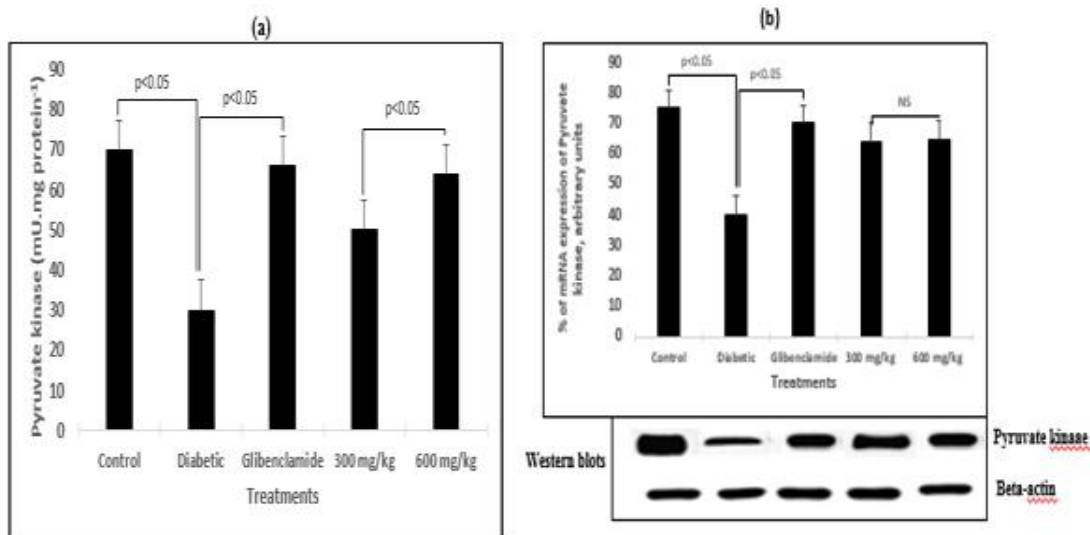 (a)
Pyruvate kinase (mU.mg protein⁻¹)
90
80
70
60
50
40
30
20
10
0
p<0.05
p<0.05
p<0.05
Control Diabetic Glibenclamide 300 mg/kg 600 mg/kg
Treatments
(b)
% of mRNA expression of Pyruvate
kinase, arbitrary units
90
80
70
60
50
40
30
20
10
0
p<0.05
p<0.05
NS
Control Diabetic Glibenclamide 300 mg/kg 600 mg/kg
Treatments
Western blots
Pyruvate kinaae
Beta-actin